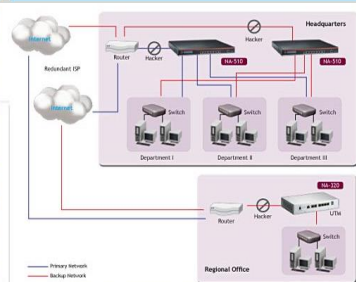 Headquarters
Internet
Hacker
Router
Hacker
NA-510
NA-510
Redundant ISP
Internet
Switch
Switch
Switch
Department I
Department II
Department III
NA-320
Router
Hacker
UTM
Switch
Regional Office
Primary Network
Backup Network